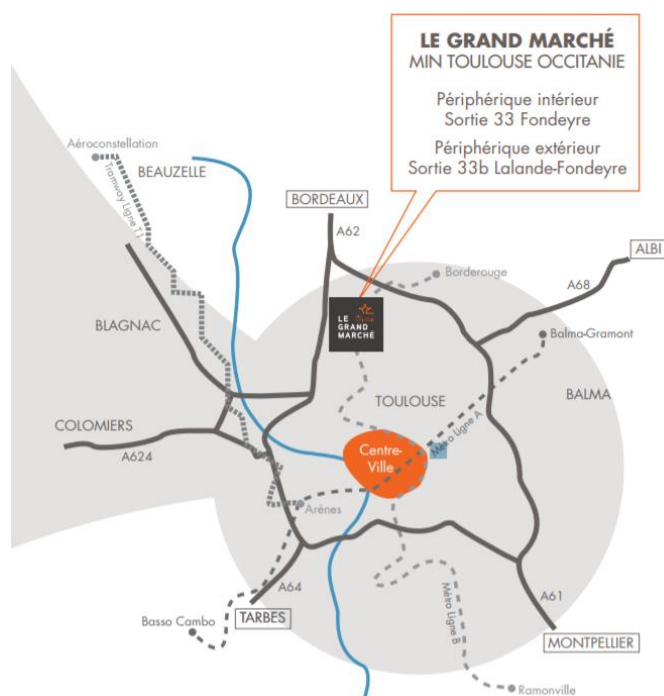 LE GRAND MARCHÉ
MIN TOULOUSE OCCITANIE
Périphérique intérieur
Sortie 33 Fondeyre
Périphérique extérieur
Sortie 33b Lalande-Fondeyre
Aéroconstellation
BEAUZELLE
Tramway Ligne T1
BORDEAUX
A62
ALBI
A68
Borderouge
LE
GRAND
MARCHÉ
Balma-Gramont
BLAGNAC
TOULOUSE
BALMA
COLOMIERS
A624
Centre-
Ville
Métro Ligne A
Arènes
A64
TARBES
Basso Cambo
Métro Ligne B
A61
MONTPELLIER
Ramonville